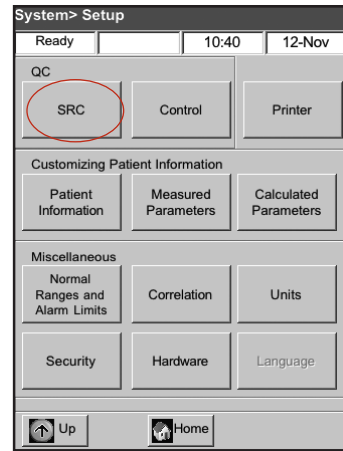 System> Setup
Ready 10:40 12-Nov
QC
SRC Control Printer
Customizing Patient Information
Patient Information
Measured Parameters
Calculated Parameters
Miscellaneous
Normal Ranges and Alarm Limits
Correlation
Units
Security Hardware Language
Up Home